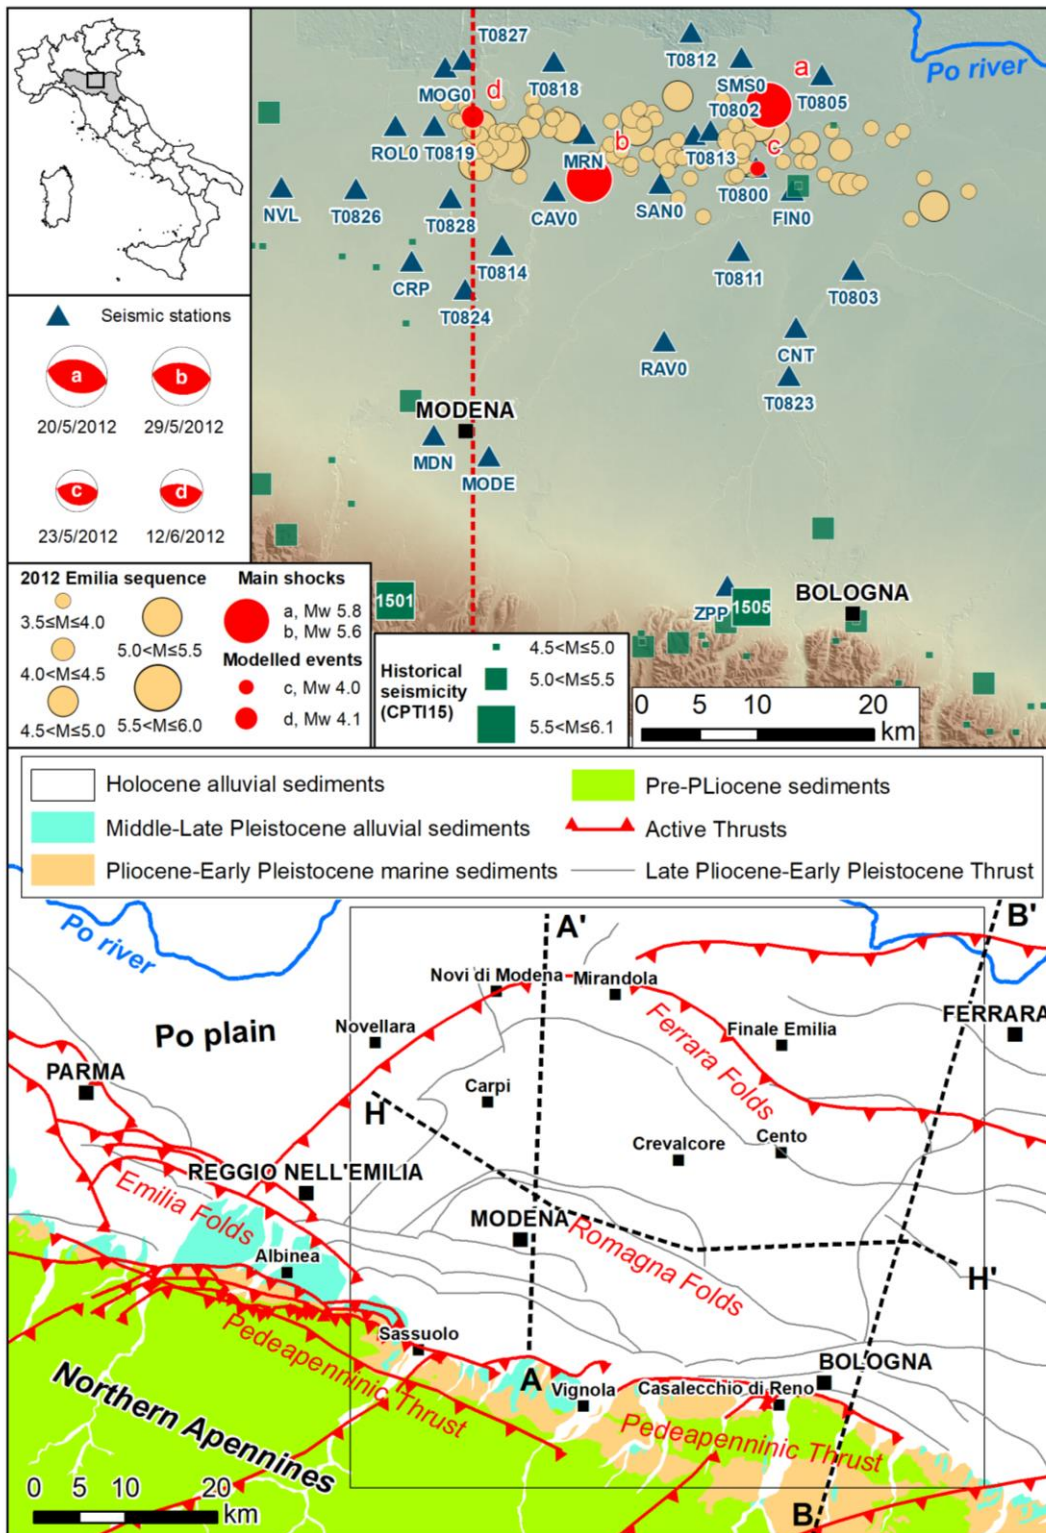 T0827
T0812
Po river
MOG0
d
T0818
SMS0
a
T0802
T0805
ROL0
T0819
MRN
b
T0813
c
NVL
T0826
T0828
CAV0
SAN0
T0800
FIN0
CRP
T0814
T0811
T0803
T0824
RAV0
CNT
T0823
MODENA
MDN
MODE
1501
ZPP
1505
BOLOGNA
Seismic stations
a
b
20/5/2012
29/5/2012
c
d
23/5/2012
12/6/2012
2012 Emilia sequence
3.5≤M≤4.0
4.0<M≤4.5
4.5≤M≤5.0
5.0<M≤5.5
5.5<M≤6.0
Main shocks
a, Mw 5.8
b, Mw 5.6
Modelled events
c, Mw 4.0
d, Mw 4.1
Historical
seismicity
(CPTI15)
4.5<M≤5.0
5.0<M≤5.5
5.5<M≤6.1
0 10 20
km
Holocene alluvial sediments
Middle-Late Pleistocene alluvial sediments
Pliocene-Early Pleistocene marine sediments
Pre-PLiocene sediments
Active Thrusts
Late Pliocene-Early Pleistocene Thrust
Po river
A'
B'
Novi di Modena
Mirandola
Novellara
Po plain
Ferrara Folds
Finale Emilia
FERRARA
PARMA
Carpi
H
Crevalcore
Cento
REGGIO NELL'EMILIA
Emilia Folds
MODENA
Romagna Folds
Albinea
H'
Sassuolo
Pedeapenninic Thrust
A
Vignola
BOLOGNA
Casalecchio di Reno
Pedeapenninic Thrust
Northern Apennines
B
0 5 10 20
km